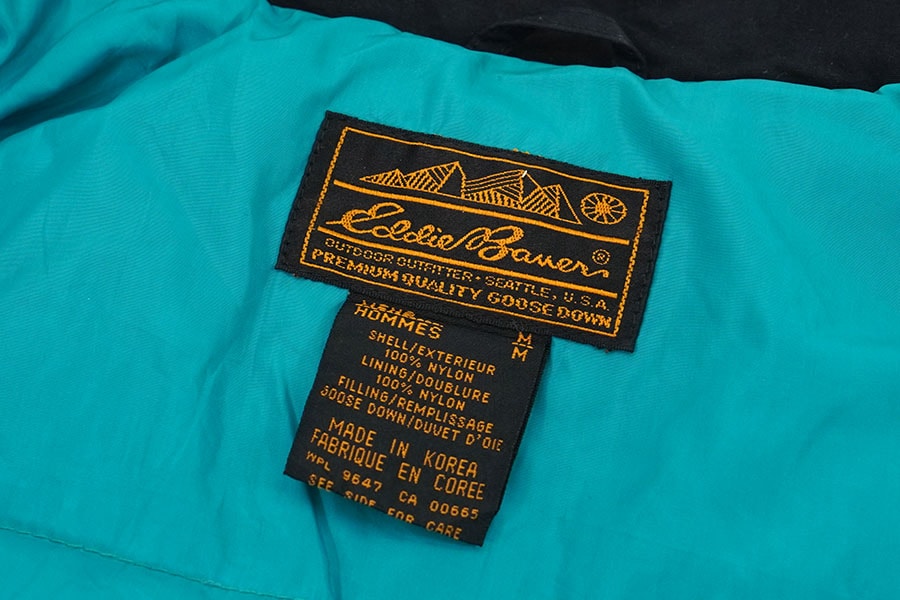 Eddie Bauer®
OUTDOOR OUTFITTER • SEATTLE, U.S.A.
PREMIUM QUALITY GOOSE DOWN
HOMMES M
M
SHELL/EXTERIEUR
100% NYLON
LINING/DOUBLURE
100% NYLON
FILLING/REMPLISSAGE
GOOSE DOWN/DUVET D'OIE
MADE IN KOREA
FABRIQUE EN COREE
WPL 9647 CA 00665
SEE SIDE FOR CARE